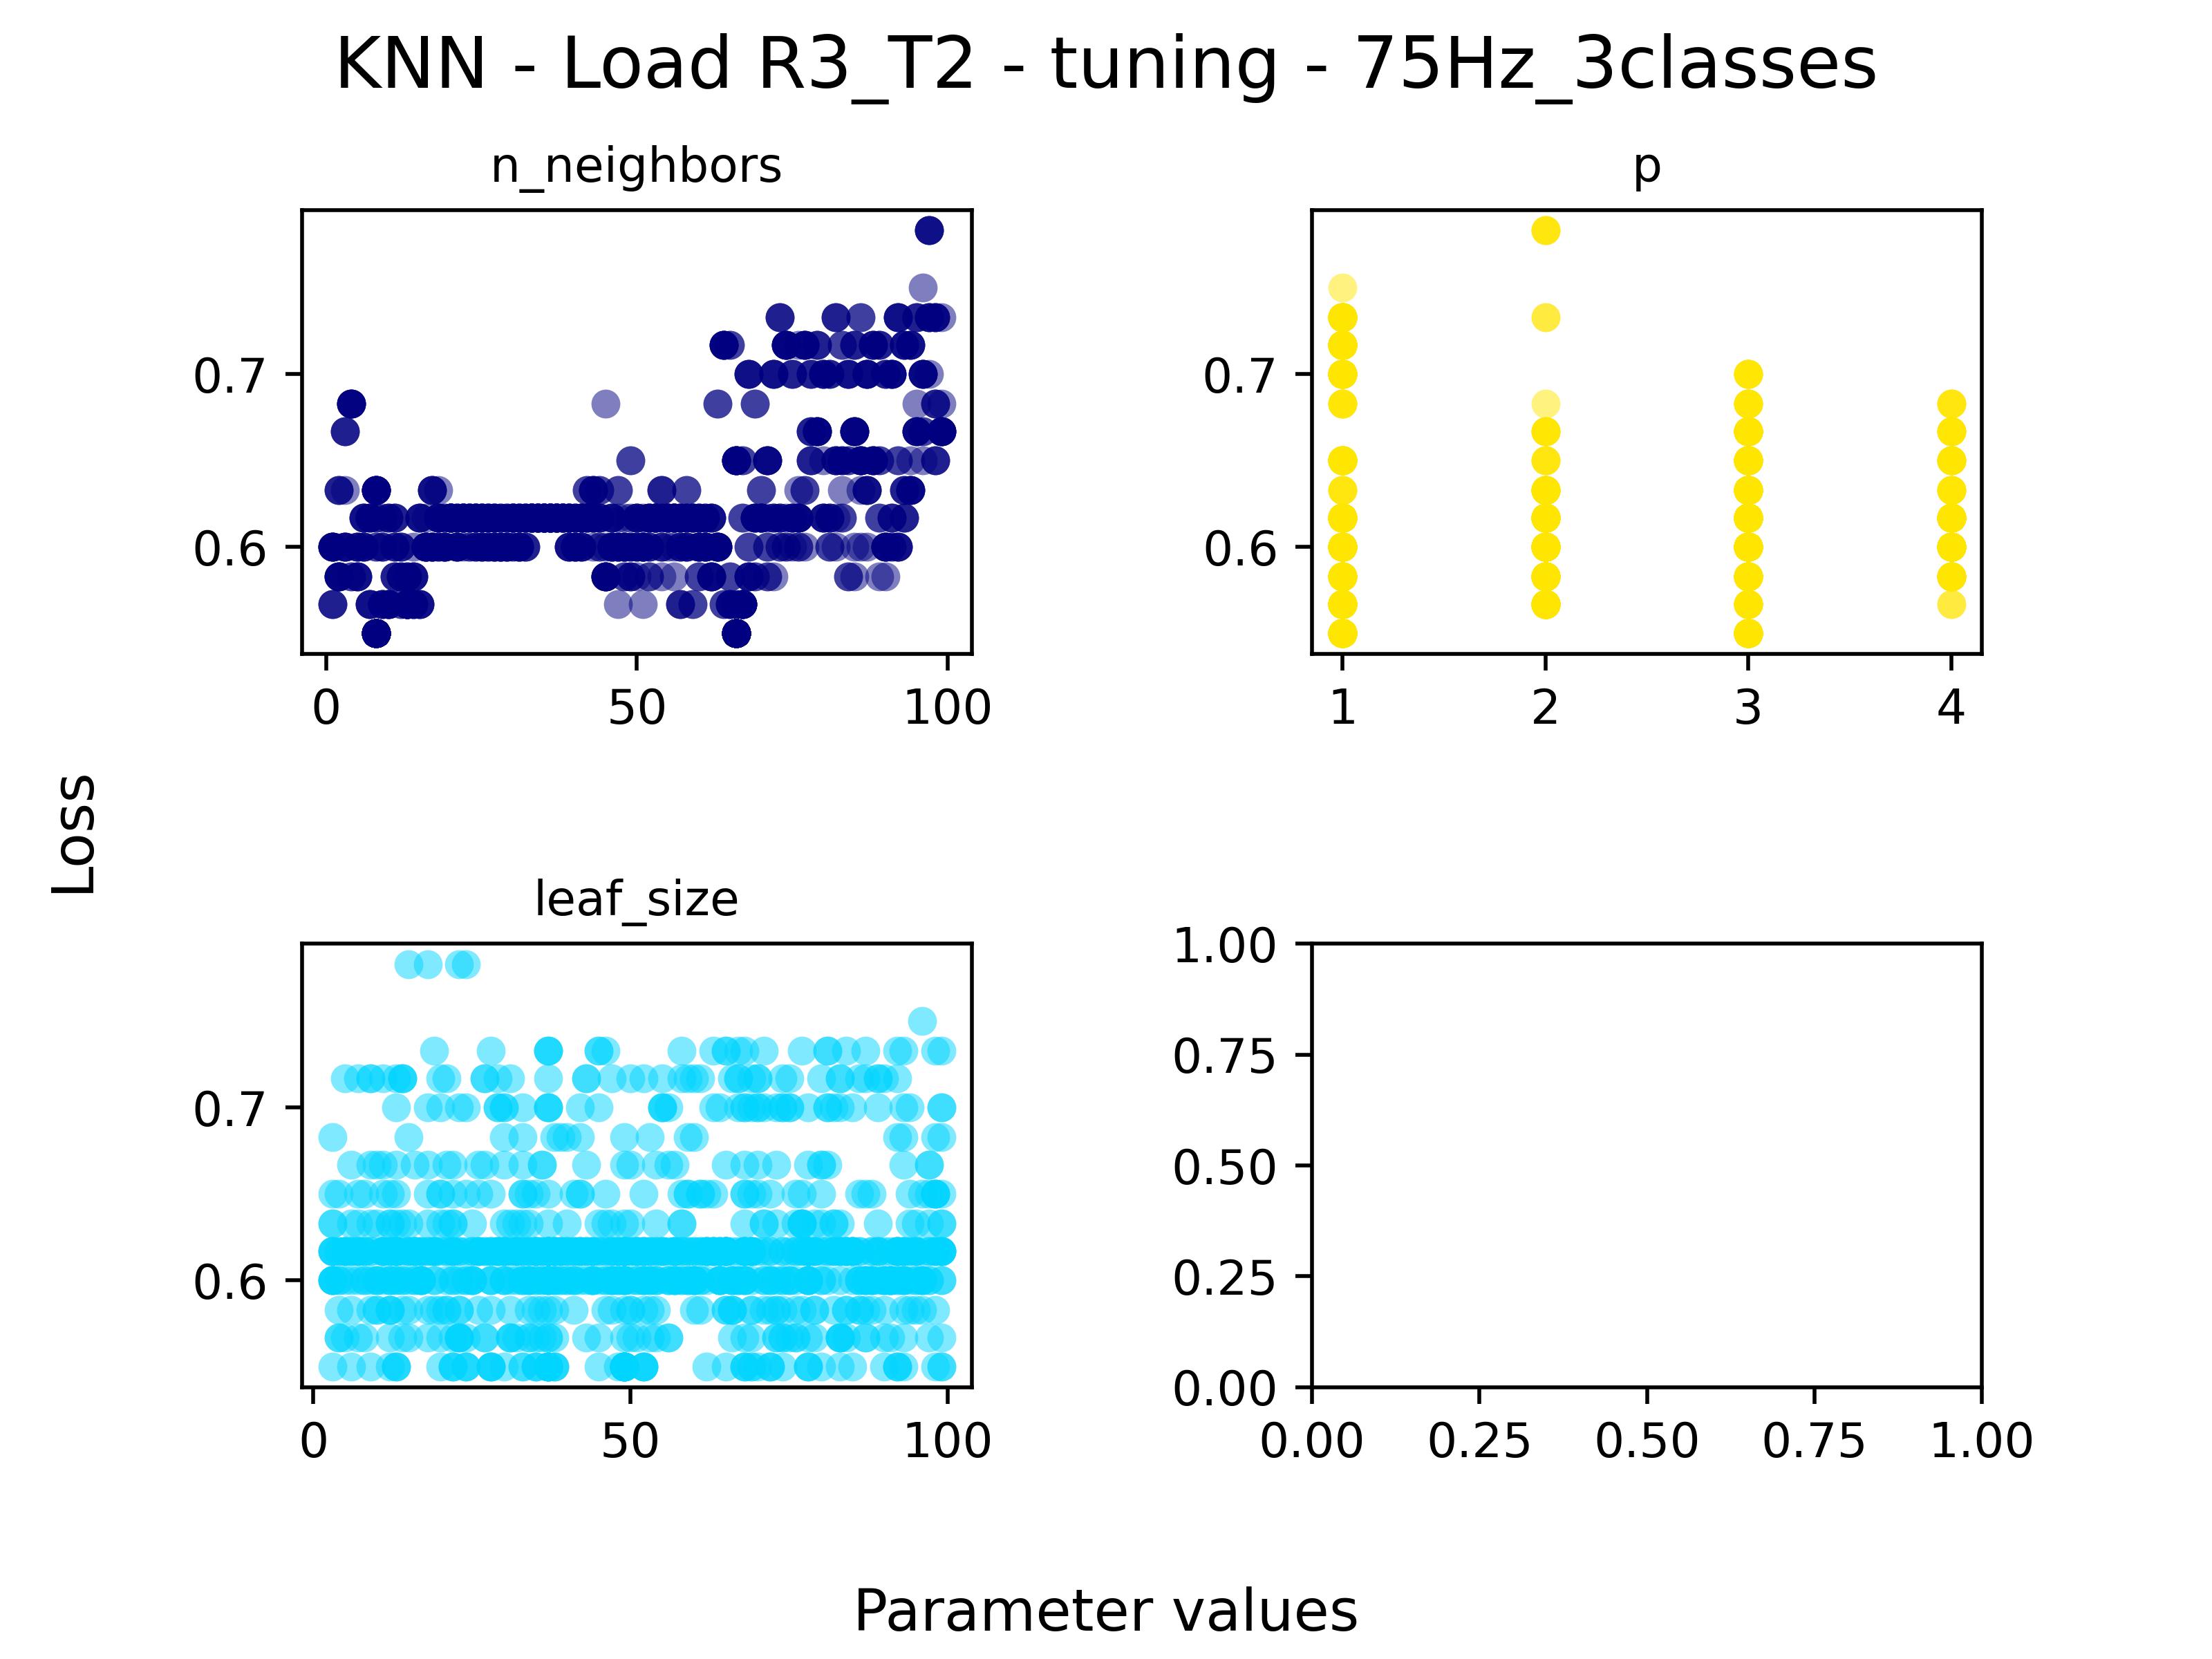 KNN - Load R3_T2 - tuning - 75Hz_3classes
n_neighbors
0.7
0.6
0 50 100
p
0.7
0.6
1 2 3 4
Loss
leaf_size
0.7
0.6
0 50 100
1.00
0.75
0.50
0.25
0.00
0.00 0.25 0.50 0.75 1.00
Parameter values